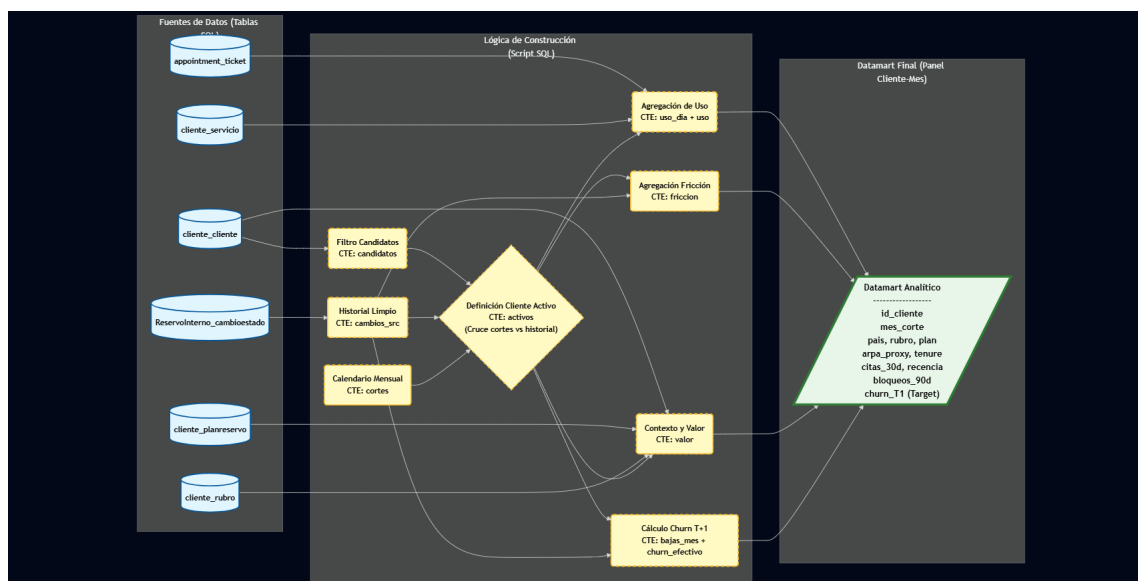 Fuentes de Datos (Tablas
SQL)
appointment_ticket
cliente_servicio
cliente_cliente
ReservoInterno_cambioestado
cliente_planreservo
cliente_rubro
Lógica de Construcción
(Script SQL)
Filtro Candidatos
CTE: candidatos
Historial Limpio
CTE: cambios_src
Calendario Mensual
CTE: cortes
Definición Cliente Activo
CTE: activos
(Cruce cortes vs historial)
Agregación de Uso
CTE: uso_dia + uso
Agregación Fricción
CTE: friccion
Contexto y Valor
CTE: valor
Cálculo Churn T+1
CTE: bajas_mes +
churn_efectivo
Datamart Final (Panel
Cliente-Mes)
Datamart Analítico
------------------
id_cliente
mes_corte
pais, rubro, plan
arpa_proxy, tenure
citas_30d, recencia
bloqueos_90d
churn_T1 (Target)